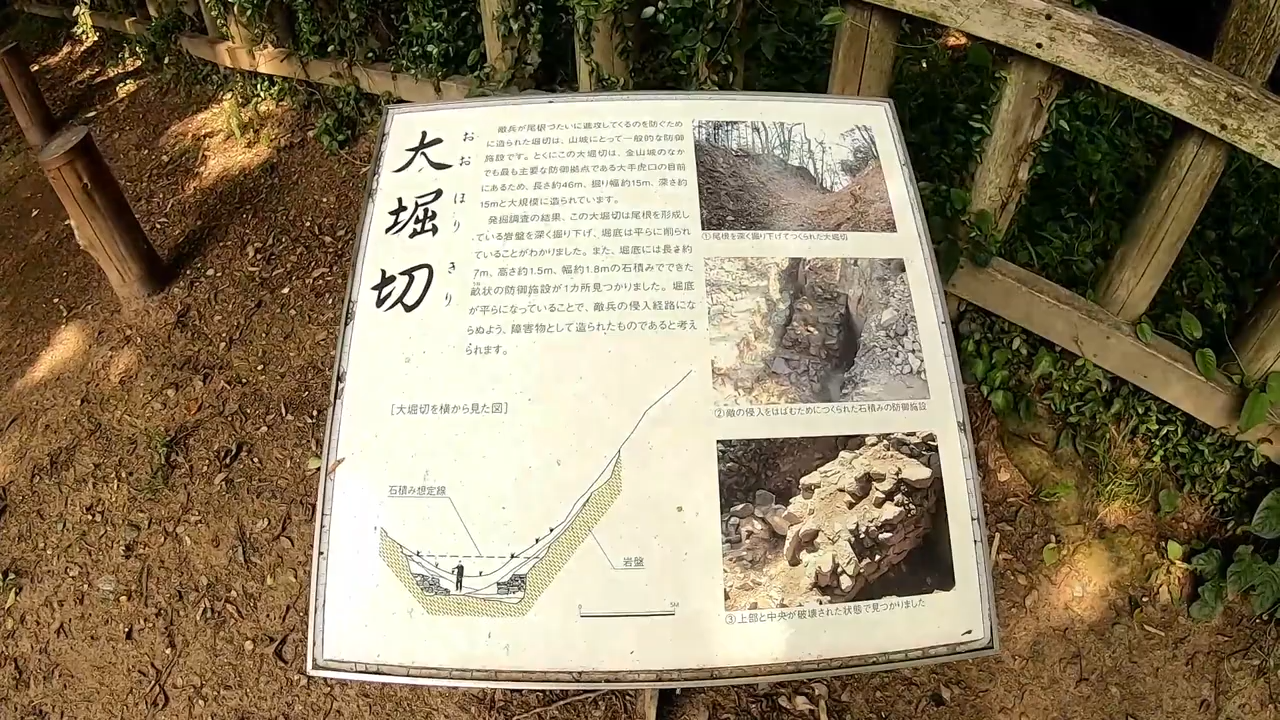 大堀切
おおほりきり
敵兵が尾根づたいに進攻してくるのを防ぐため
に造られた堀切は、山城にとって一般的な防御
施設です。とくにこの大堀切は、金山城のなか
でも最も主要な防御拠点である大手虎口の目前
にあるため、長さ約46m、掘り幅約15m、深さ約
15mと大規模に造られています。
発掘調査の結果、この大堀切は尾根を形成し
ている岩盤を深く掘り下げ、堀底は平らに削られ
ていることがわかりました。また、堀底には長さ約
7m、高さ約1.5m、幅約1.8mの石積みでできた
畝状の防御施設が1カ所見つかりました。堀底
が平らになっていることで、敵兵の侵入経路にな
らぬよう、障害物として造られたものであると考え
られます。
[大堀切を横から見た図]
石積み想定線
岩盤
0 5M
①尾根を深く掘り下げてつくられた大堀切
②敵の侵入をはばむためにつくられた石積みの防御施設
③上部と中央が破壊された状態で見つかりました